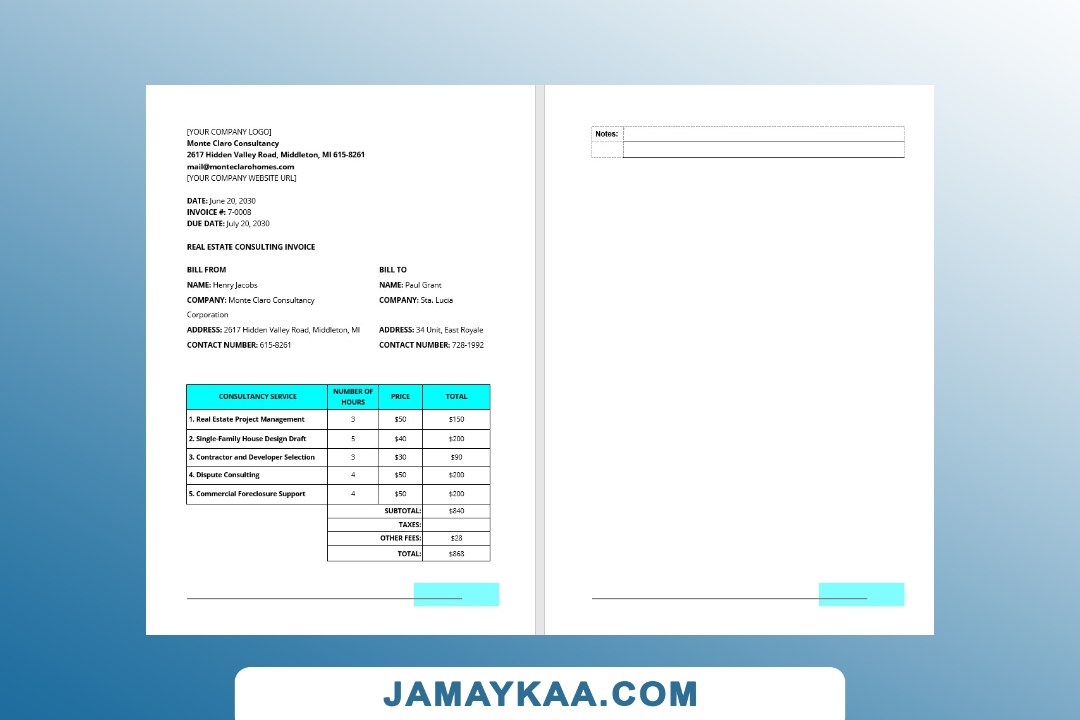 [YOUR COMPANY LOGO]
Monte Claro Consultancy
2617 Hidden Valley Road, Middleton, MI 615-8261
mail@monteclarohomes.com
[YOUR COMPANY WEBSITE URL]
DATE: June 20, 2030
INVOICE #: 7-0008
DUE DATE: July 20, 2030
REAL ESTATE CONSULTING INVOICE
BILL FROM
NAME: Henry Jacobs
COMPANY: Monte Claro Consultancy
Corporation
ADDRESS: 2617 Hidden Valley Road, Middleton, MI
CONTACT NUMBER: 615-8261
BILL TO
NAME: Paul Grant
COMPANY: Sta. Lucia
ADDRESS: 34 Unit, East Royale
CONTACT NUMBER: 728-1992
CONSULTANCY SERVICE NUMBER OF HOURS PRICE TOTAL
1. Real Estate Project Management 3 $50 $150
2. Single-Family House Design Draft 5 $40 $200
3. Contractor and Developer Selection 3 $30 $90
4. Dispute Consulting 4 $50 $200
5. Commercial Foreclosure Support 4 $50 $200
SUBTOTAL: $840
TAXES:
OTHER FEES: $28
TOTAL: $868
Notes:
JAMAYKAA.COM